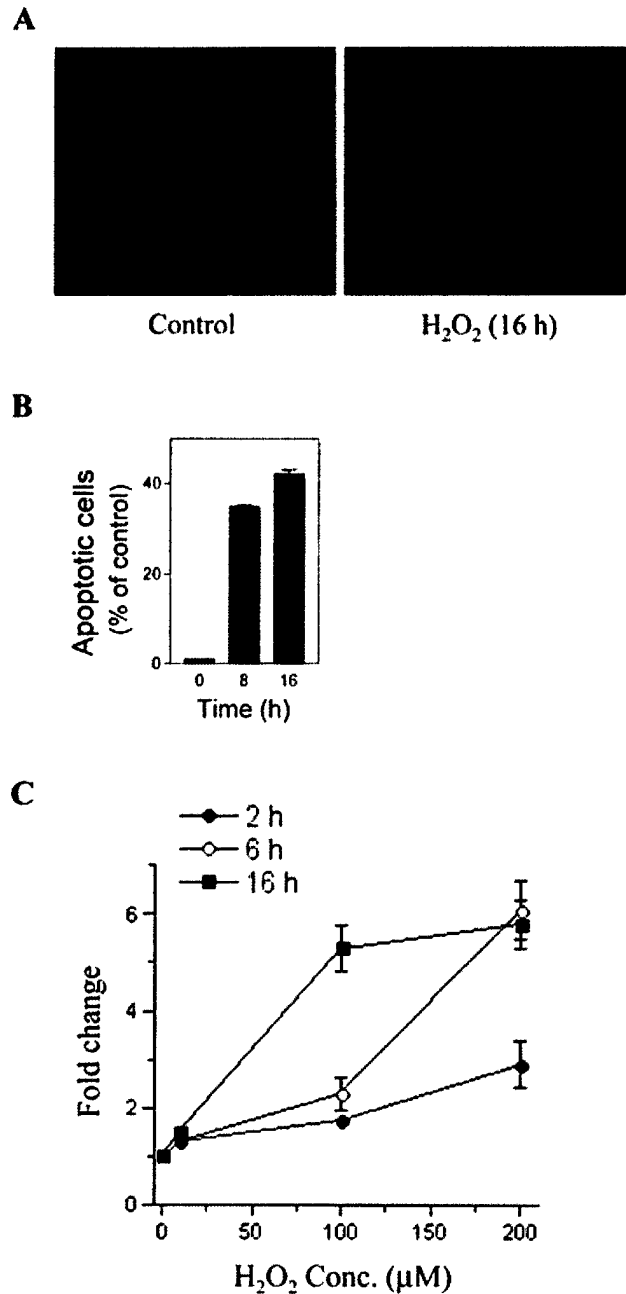 A
Control
H₂O₂ (16 h)
B
Apoptotic cells
(% of control)
40
20
0
0 8 16
Time (h)
C
2 h
6 h
16 h
Fold change
6
4
2
0
0 50 100 150 200
H₂O₂ Conc. (μM)